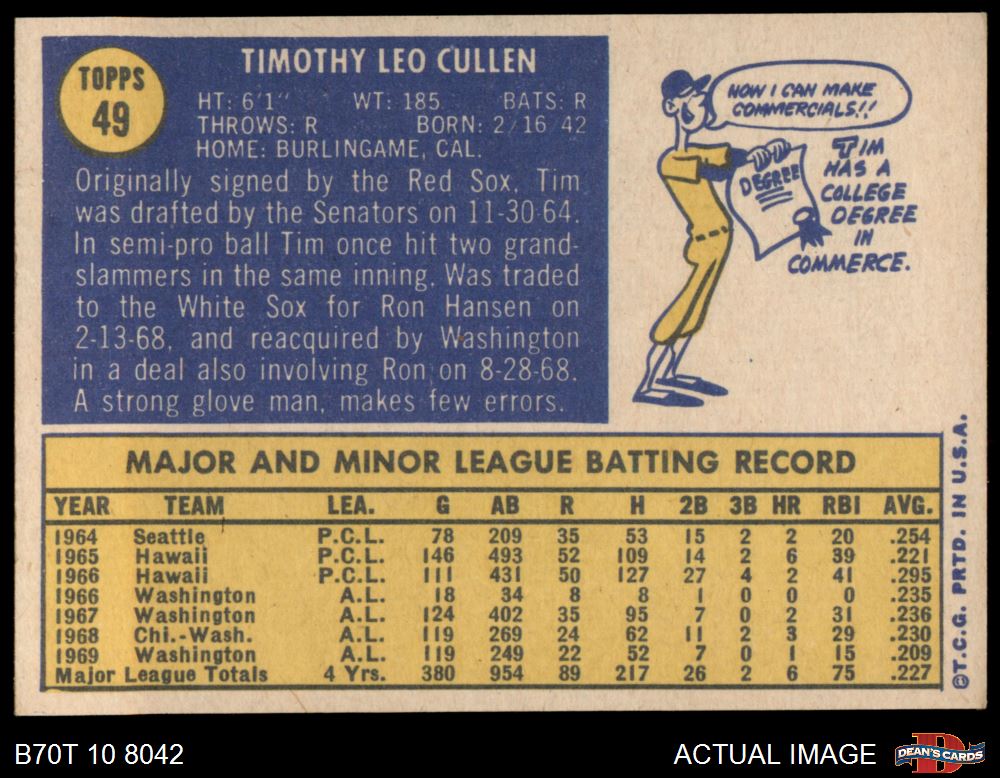 TOPPS
49
TIMOTHY LEO CULLEN
HT: 6'1" WT: 185 BATS: R
THROWS: R BORN: 2/16/42
HOME: BURLINGAME, CAL.
Originally signed by the Red Sox, Tim
was drafted by the Senators on 11-30-64.
In semi-pro ball Tim once hit two grand-
slammers in the same inning. Was traded
to the White Sox for Ron Hansen on
2-13-68, and reacquired by Washington
in a deal also involving Ron on 8-28-68.
A strong glove man, makes few errors.
NOW I CAN MAKE
COMMERCIALS!!
DEGREE
TIM
HAS A
COLLEGE
DEGREE
IN
COMMERCE.
MAJOR AND MINOR LEAGUE BATTING RECORD
YEAR TEAM LEA. G AB R H 2B 3B HR RBI AVG.
1964 Seattle P.C.L. 78 209 35 53 15 2 2 20 .254
1965 Hawaii P.C.L. 146 493 52 109 14 2 6 39 .221
1966 Hawaii P.C.L. 111 431 50 127 27 4 2 41 .295
1966 Washington A.L. 18 34 8 8 1 0 0 0 .235
1967 Washington A.L. 124 402 35 95 7 0 2 31 .236
1968 Chi.-Wash. A.L. 119 269 24 62 11 2 3 29 .230
1969 Washington A.L. 119 249 22 52 7 0 1 15 .209
Major League Totals 4 Yrs. 380 954 89 217 26 2 6 75 .227
©T.C.G. PRTD. IN U.S.A.
B70T 10 8042
ACTUAL IMAGE
DEAN'S CARDS